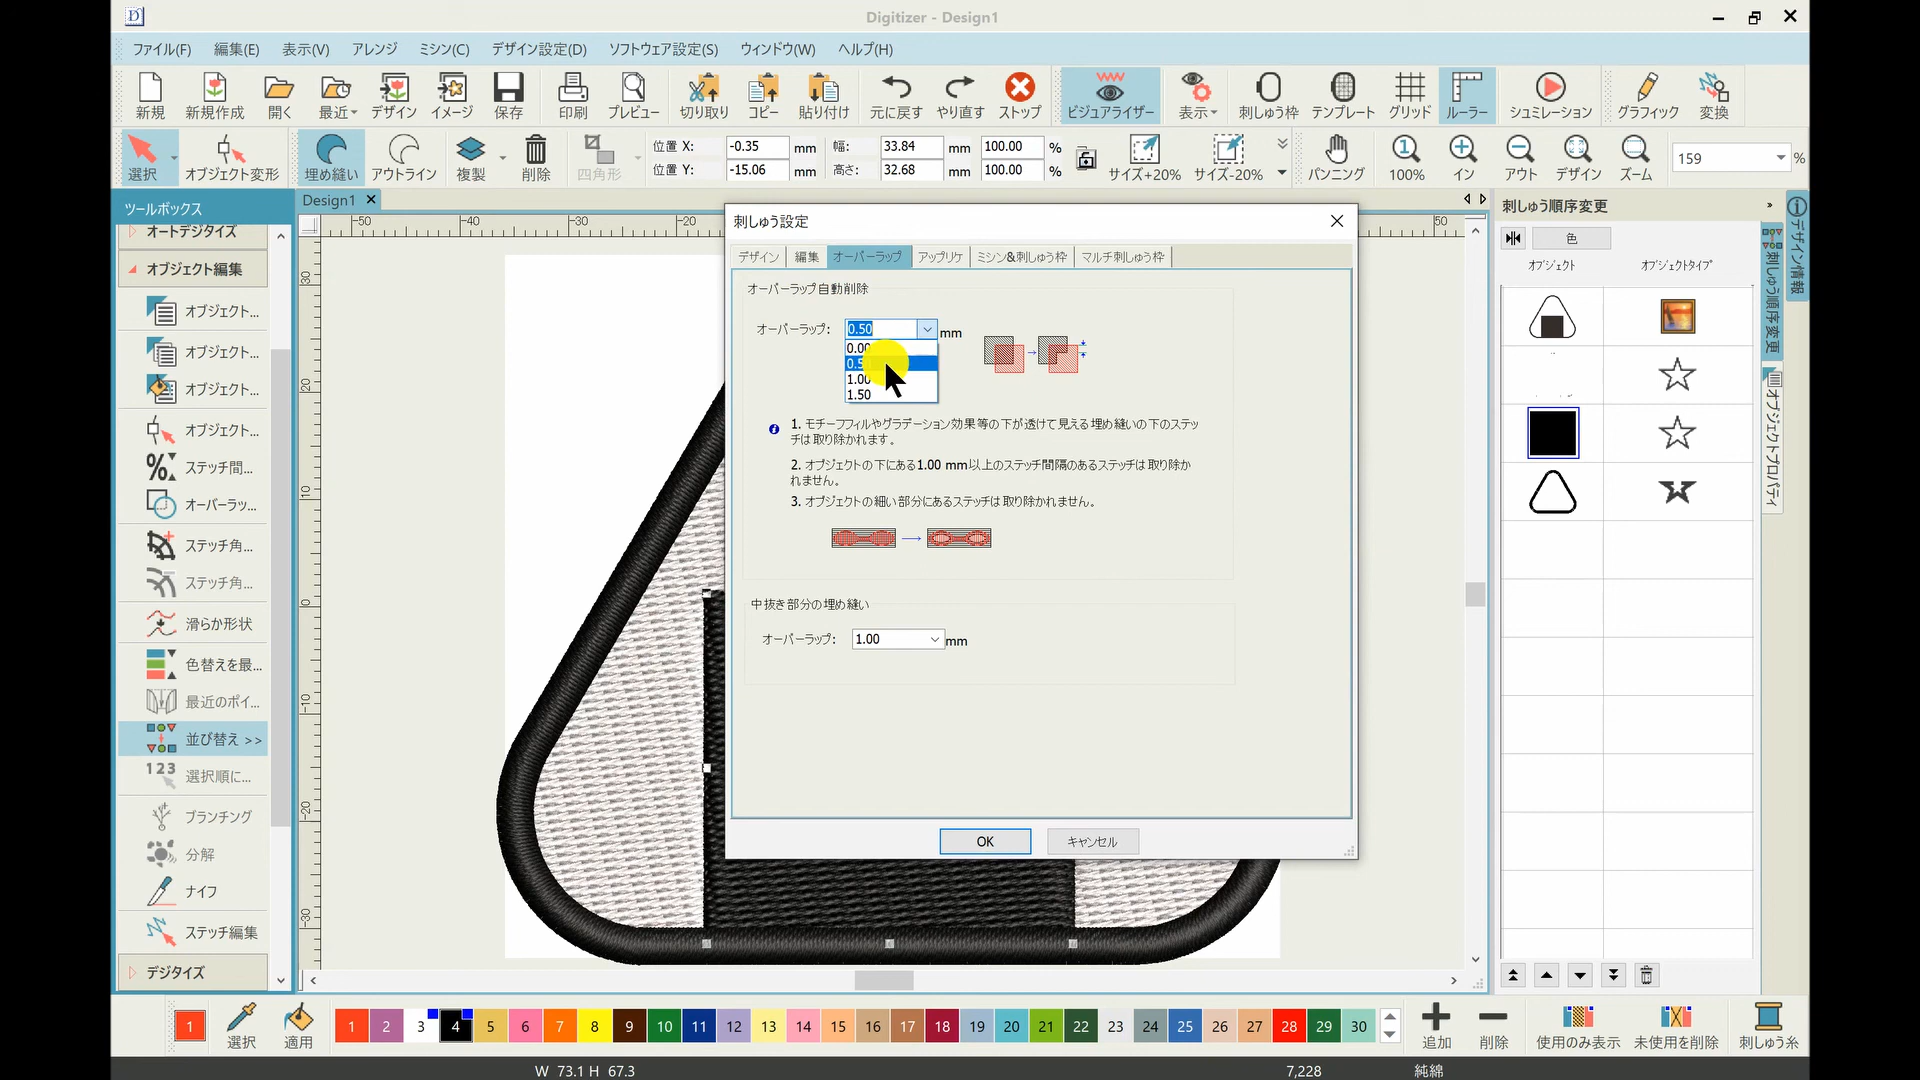 Digitizer - Design1
ファイル(F) 編集(E) 表示(V) アレンジ ミシン(C) デザイン設定(D) ソフトウェア設定(S) ウィンドウ(W) ヘルプ(H)
新規 新規作成 開く 最近 デザイン イメージ 保存 印刷 プレビュー 切り取り コピー 貼り付け 元に戻す やり直す ストップ ビジュアライザー 表示 刺しゅう枠 テンプレート グリッド ルーラー シュミレーション グラフィック 変換
位置 X: -0.35 mm 幅: 33.84 mm 100.00 %
位置 Y: -15.06 mm 高さ: 32.68 mm 100.00 %
選択 オブジェクト変形 埋め縫い アウトライン 複製 削除 四角形 サイズ+20% サイズ-20% パンニング 100% イン アウト デザイン ズーム 159 %
ツールボックス
オートデジタイズ
オブジェクト編集
オブジェクト...
オブジェクト...
オブジェクト...
オブジェクト...
ステッチ間...
オーバーラッ...
ステッチ角...
ステッチ角...
滑らか形状
色替えを最...
最近のポイ...
並び替え >>
選択順に...
ブランチング
分解
ナイフ
ステッチ編集
デジタイズ
Design1
-50 -40 -30 -20 50
30
20
10
0
-10
-20
-30
刺しゅう設定
デザイン 編集 オーバーラップ アップリケ ミシン&刺しゅう枠 マルチ刺しゅう枠
オーバーラップ自動削除
オーバーラップ: 0.50 mm
0.00
0.5
1.00
1.50
1. モチーフフィルやグラデーション効果等の下が透けて見える埋め縫いの下のステッ
チは取り除かれます。
2. オブジェクトの下にある1.00 mm以上のステッチ間隔のあるステッチは取り除か
れません。
3. オブジェクトの細い部分にあるステッチは取り除かれません。
中抜き部分の埋め縫い
オーバーラップ: 1.00 mm
OK キャンセル
刺しゅう順序変更
色
オブジェクト オブジェクトタイプ
デザイン情報
刺しゅう順序変更
オブジェクトプロパティ
1 選択 適用 1 2 3 4 5 6 7 8 9 10 11 12 13 14 15 16 17 18 19 20 21 22 23 24 25 26 27 28 29 30 追加 削除 使用のみ表示 未使用を削除 刺しゅう糸
W 73.1 H 67.3 7,228 純綿